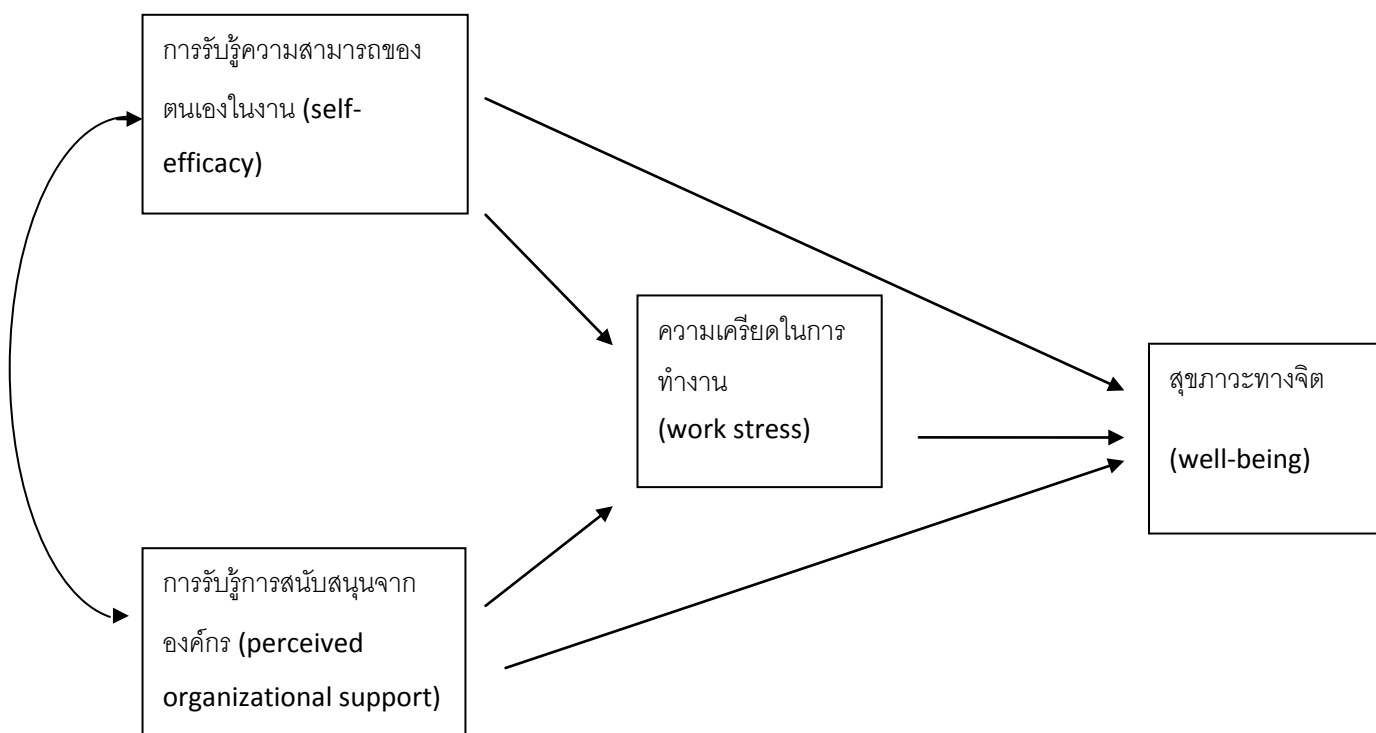 การรับรู้ความสามารถของ
ตนเองในงาน (self-
efficacy)
ความเครียดในการ
ทำงาน
(work stress)
สุขภาวะทางจิต
(well-being)
การรับรู้การสนับสนุนจาก
องค์กร (perceived
organizational support)